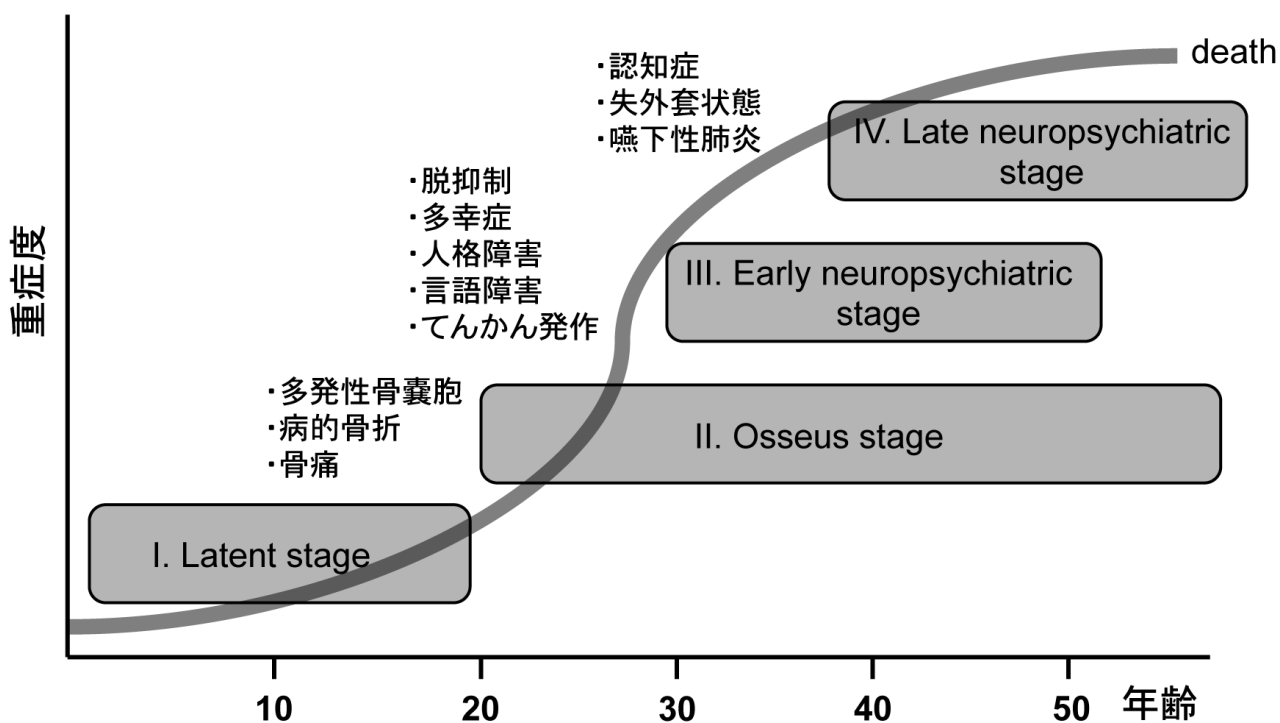 death
・認知症
・失外套状態
・嚥下性肺炎
IV. Late neuropsychiatric
stage
・脱抑制
・多幸症
・人格障害
・言語障害
・てんかん発作
III. Early neuropsychiatric
stage
重症度
・多発性骨嚢胞
・病的骨折
・骨痛
II. Osseus stage
I. Latent stage
10 20 30 40 50 年齢